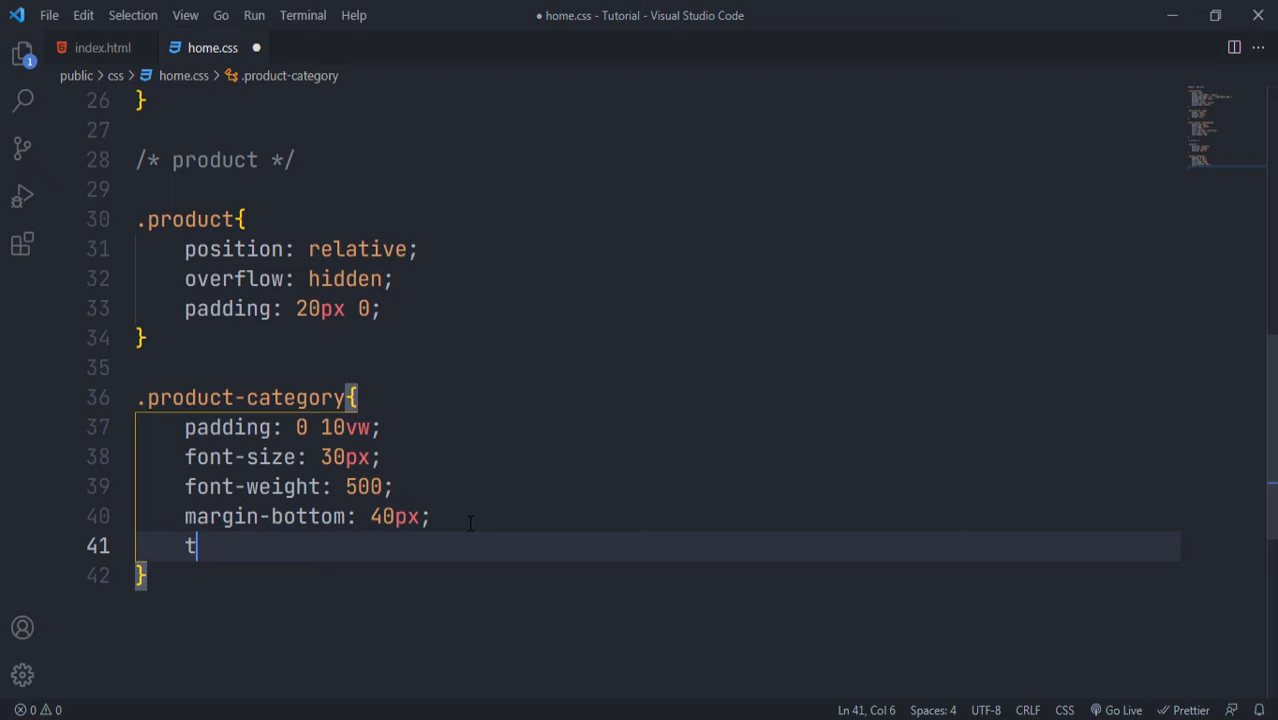 File Edit Selection View Go Run Terminal Help ● home.css - Tutorial - Visual Studio Code
index.html home.css
public > css > home.css > .product-category
1
26 }
27
28 /* product */
29
30 .product{
31 position: relative;
32 overflow: hidden;
33 padding: 20px 0;
34 }
35
36 .product-category{
37 padding: 0 10vw;
38 font-size: 30px;
39 font-weight: 500;
40 margin-bottom: 40px;
41 t
42 }
0 0 Ln 41, Col 6 Spaces: 4 UTF-8 CRLF CSS Go Live Prettier